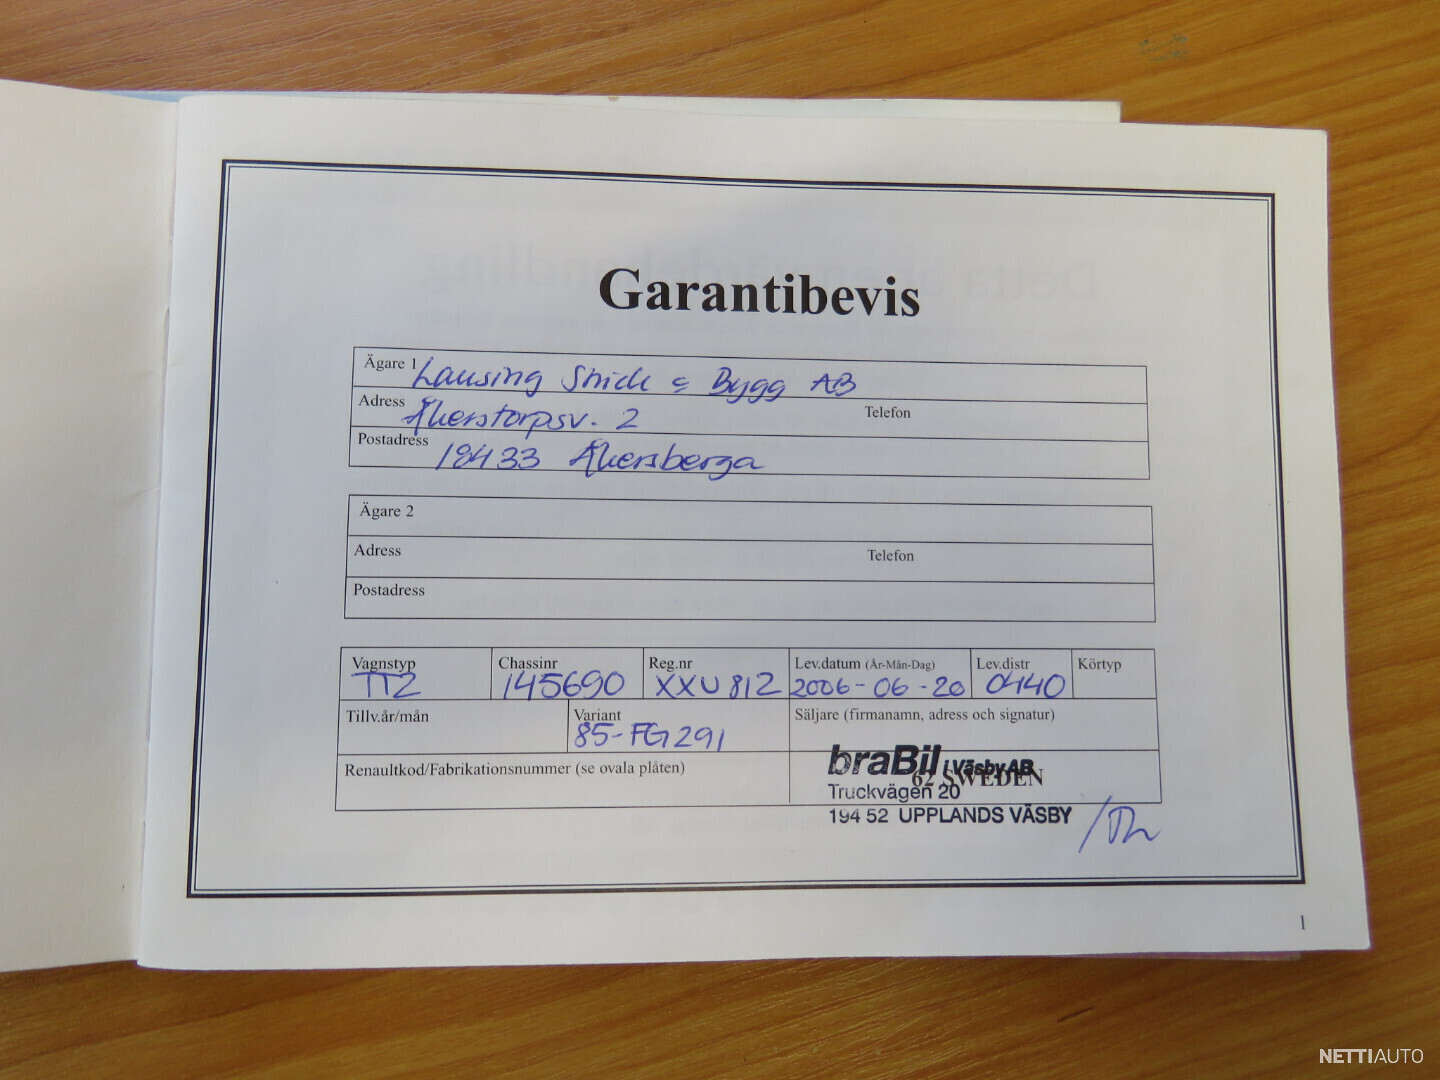 Garantibevis
Ägare 1 Lansing Snick & Bygg AB
Adress Åkerstorpsv. 2 Telefon
Postadress 18433 Åkersberga
Ägare 2
Adress Telefon
Postadress
Vagnstyp Chassinr Reg.nr Lev.datum (År-Mån-Dag) Lev.distr Körtyp
TT2 145690 XXU 812 2006-06-20 0440
Tillv.år/mån Variant Säljare (firmanamn, adress och signatur)
85-FG291
Renaultkod/Fabrikationsnummer (se ovala plåten)
braBil i Väsby AB
62 SWEDEN
Truckvägen 20
194 52 UPPLANDS VÄSBY
1
NETTIAUTO